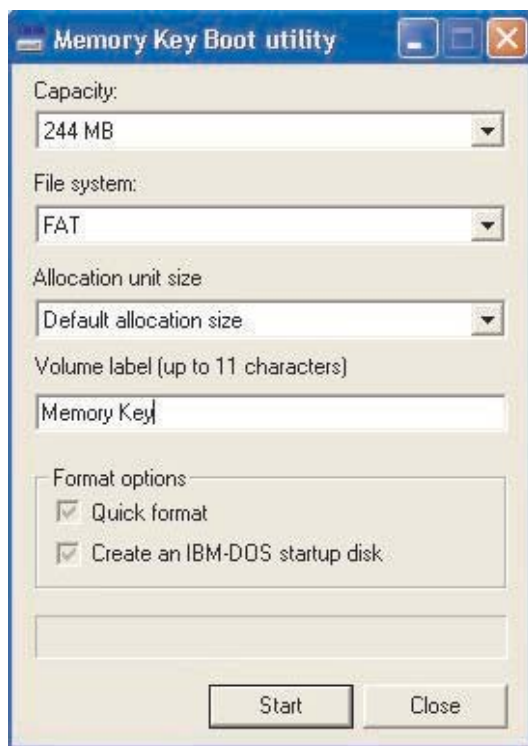 Memory Key Boot utility
Capacity:
244 MB
File system:
FAT
Allocation unit size
Default allocation size
Volume label (up to 11 characters)
Memory Key
Format options
Quick format
Create an IBM-DOS startup disk
Start Close